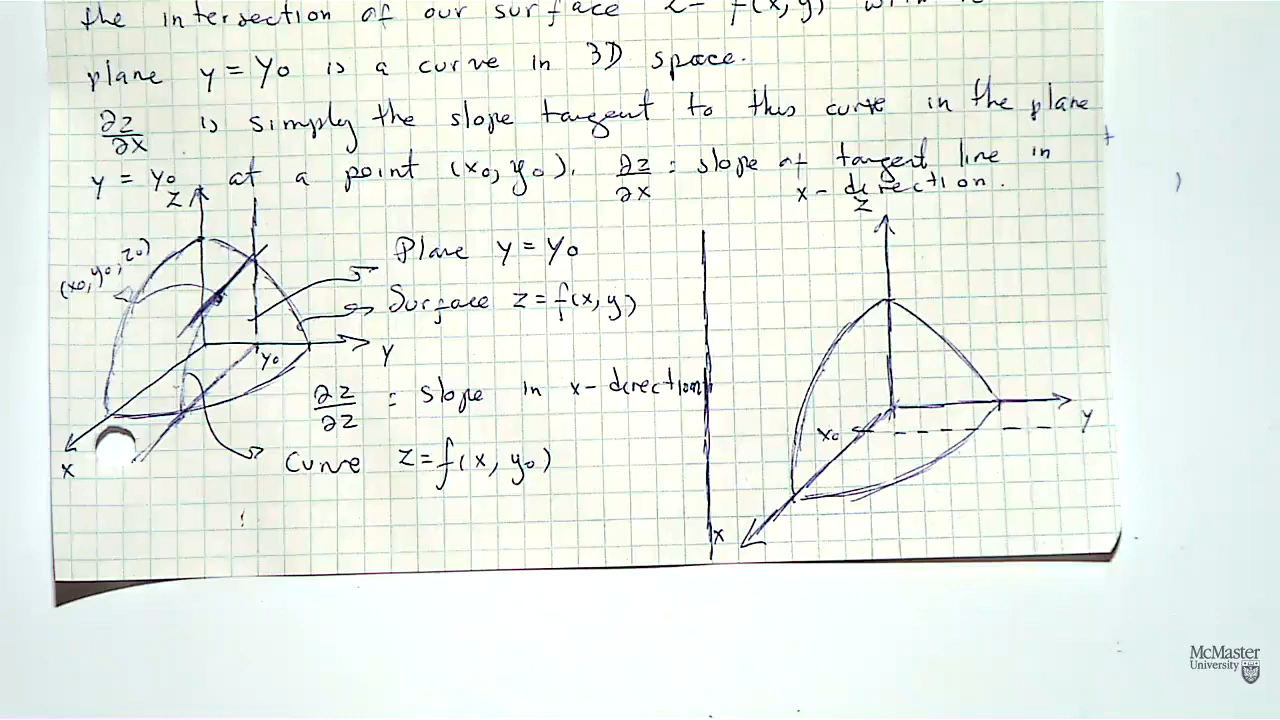 the intersection of our surface z= f(x,y) with
plane y = y0 is a curve in 3D space.
∂z/∂x is simply the slope tangent to this curve in the plane
y = y0 at a point (x0, y0). ∂z/∂x = slope of tangent line in
x-direction.
Z
(x0, y0, z0)
Plane y = y0
Surface z = f(x,y)
y
y0
∂z/∂z = slope in x-direction
Curve z=f(x, y0)
x
z
x0
y
x
McMaster
University